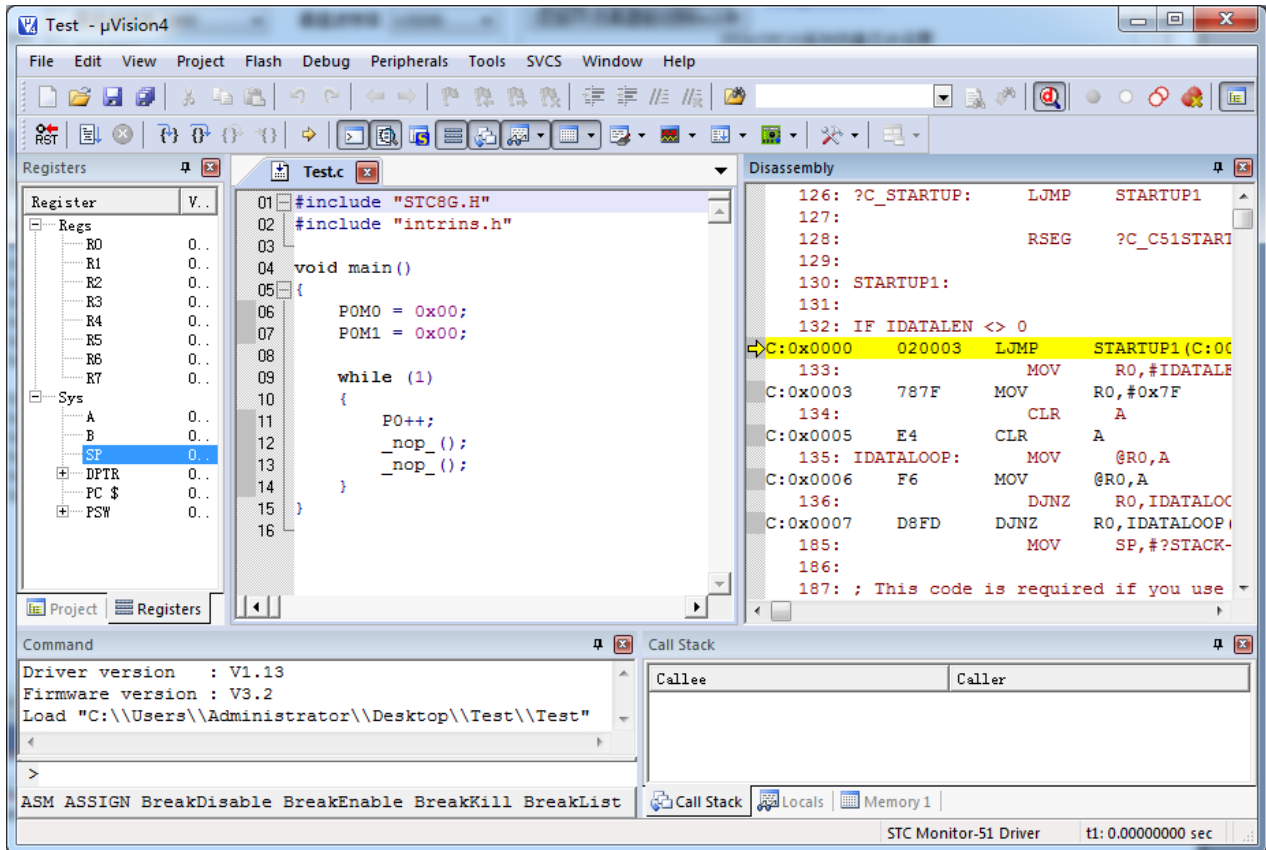 Test - µVision4
File Edit View Project Flash Debug Peripherals Tools SVCS Window Help
RST
Registers
Register V..
Regs
R0 0..
R1 0..
R2 0..
R3 0..
R4 0..
R5 0..
R6 0..
R7 0..
Sys
A 0..
B 0..
SP 0..
DPTR 0..
PC $ 0..
PSW 0..
Project Registers
Test.c
01 #include "STC8G.H"
02 #include "intrins.h"
03
04 void main()
05 {
06 P0M0 = 0x00;
07 P0M1 = 0x00;
08
09 while (1)
10 {
11 P0++;
12 _nop_();
13 _nop_();
14 }
15 }
16
Disassembly
126: ?C_STARTUP: LJMP STARTUP1
127:
128: RSEG ?C_C51START
129:
130: STARTUP1:
131:
132: IF IDATALEN <> 0
C:0x0000 020003 LJMP STARTUP1(C:00
133: MOV R0,#IDATALE
C:0x0003 787F MOV R0,#0x7F
134: CLR A
C:0x0005 E4 CLR A
135: IDATALOOP: MOV @R0,A
C:0x0006 F6 MOV @R0,A
136: DJNZ R0,IDATALOO
C:0x0007 D8FD DJNZ R0,IDATALOOP(
185: MOV SP,#?STACK-
186:
187: ; This code is required if you use
Command
Driver version : V1.13
Firmware version : V3.2
Load "C:\\Users\\Administrator\\Desktop\\Test\\Test"
>
ASM ASSIGN BreakDisable BreakEnable BreakKill BreakList
Call Stack
Callee Caller
Call Stack Locals Memory 1
STC Monitor-51 Driver t1: 0.00000000 sec